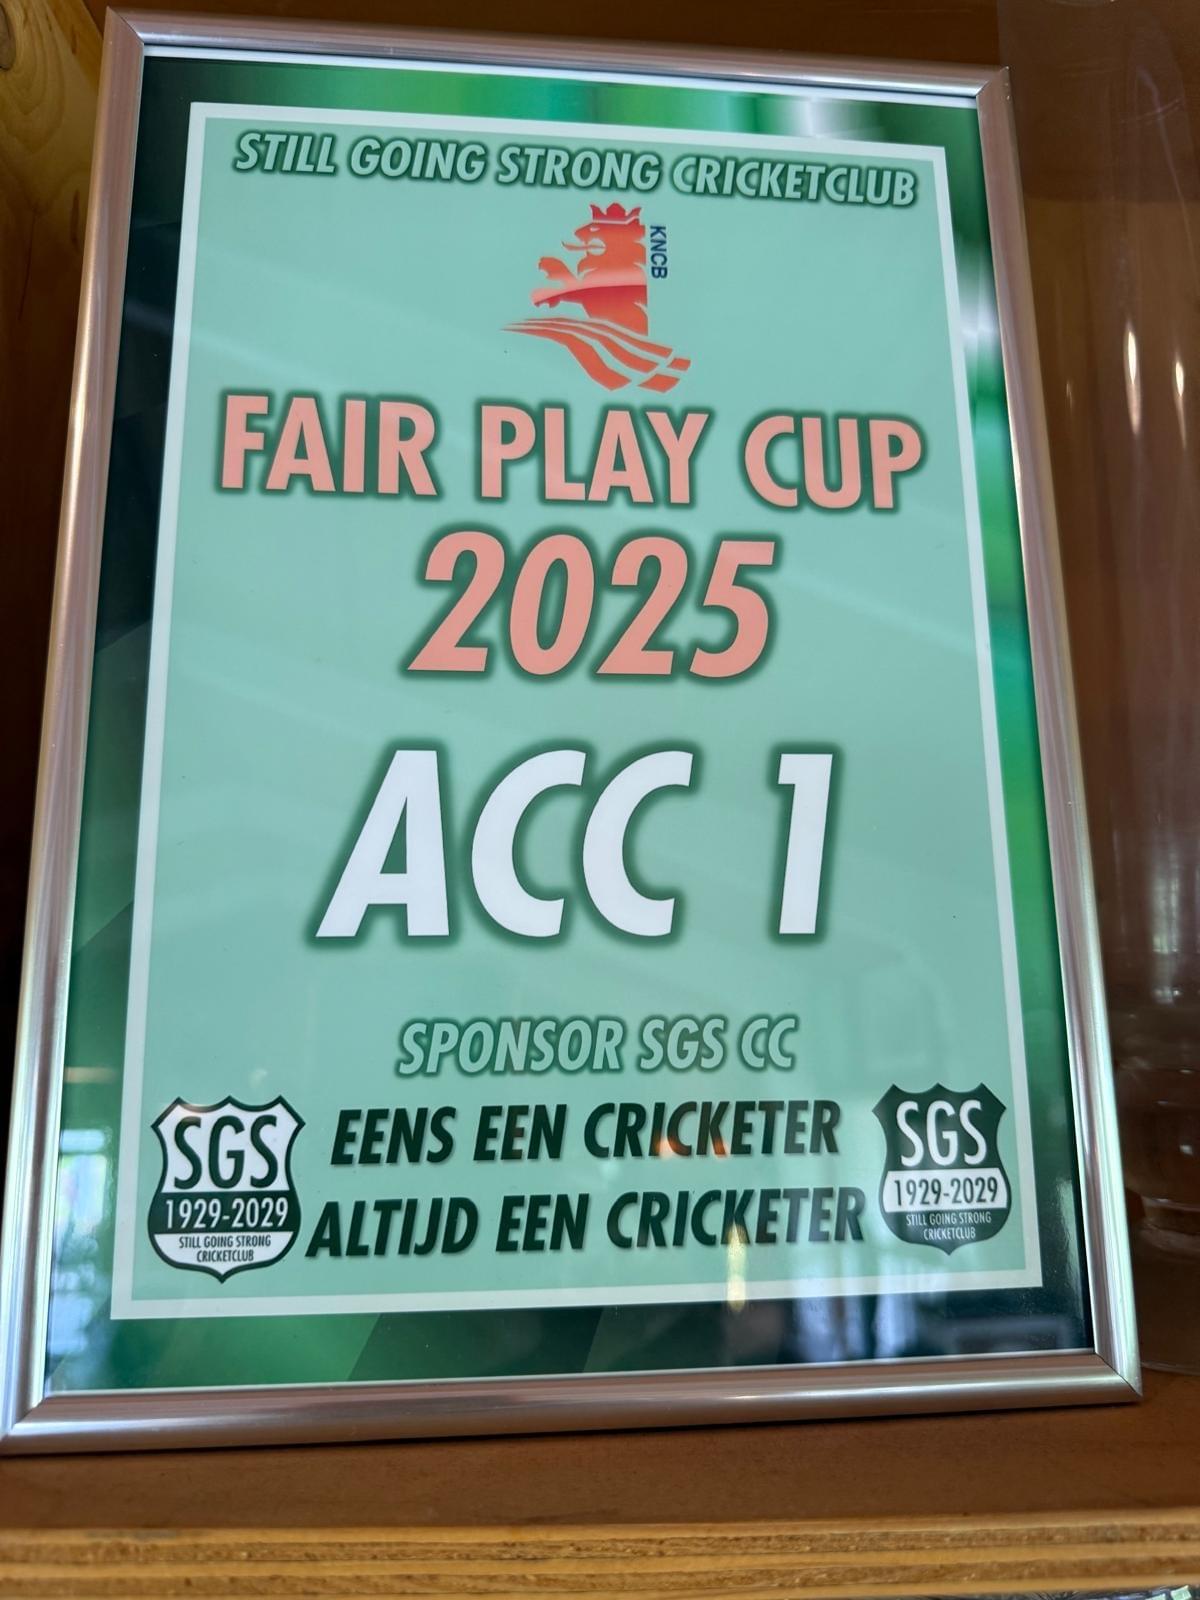 STILL GOING STRONG CRICKETCLUB
KNCB
FAIR PLAY CUP
2025
ACC 1
SPONSOR SGS CC
EENS EEN CRICKETER
ALTIJD EEN CRICKETER
SGS
1929-2029
STILL GOING STRONG
CRICKETCLUB
SGS
1929-2029
STILL GOING STRONG
CRICKETCLUB